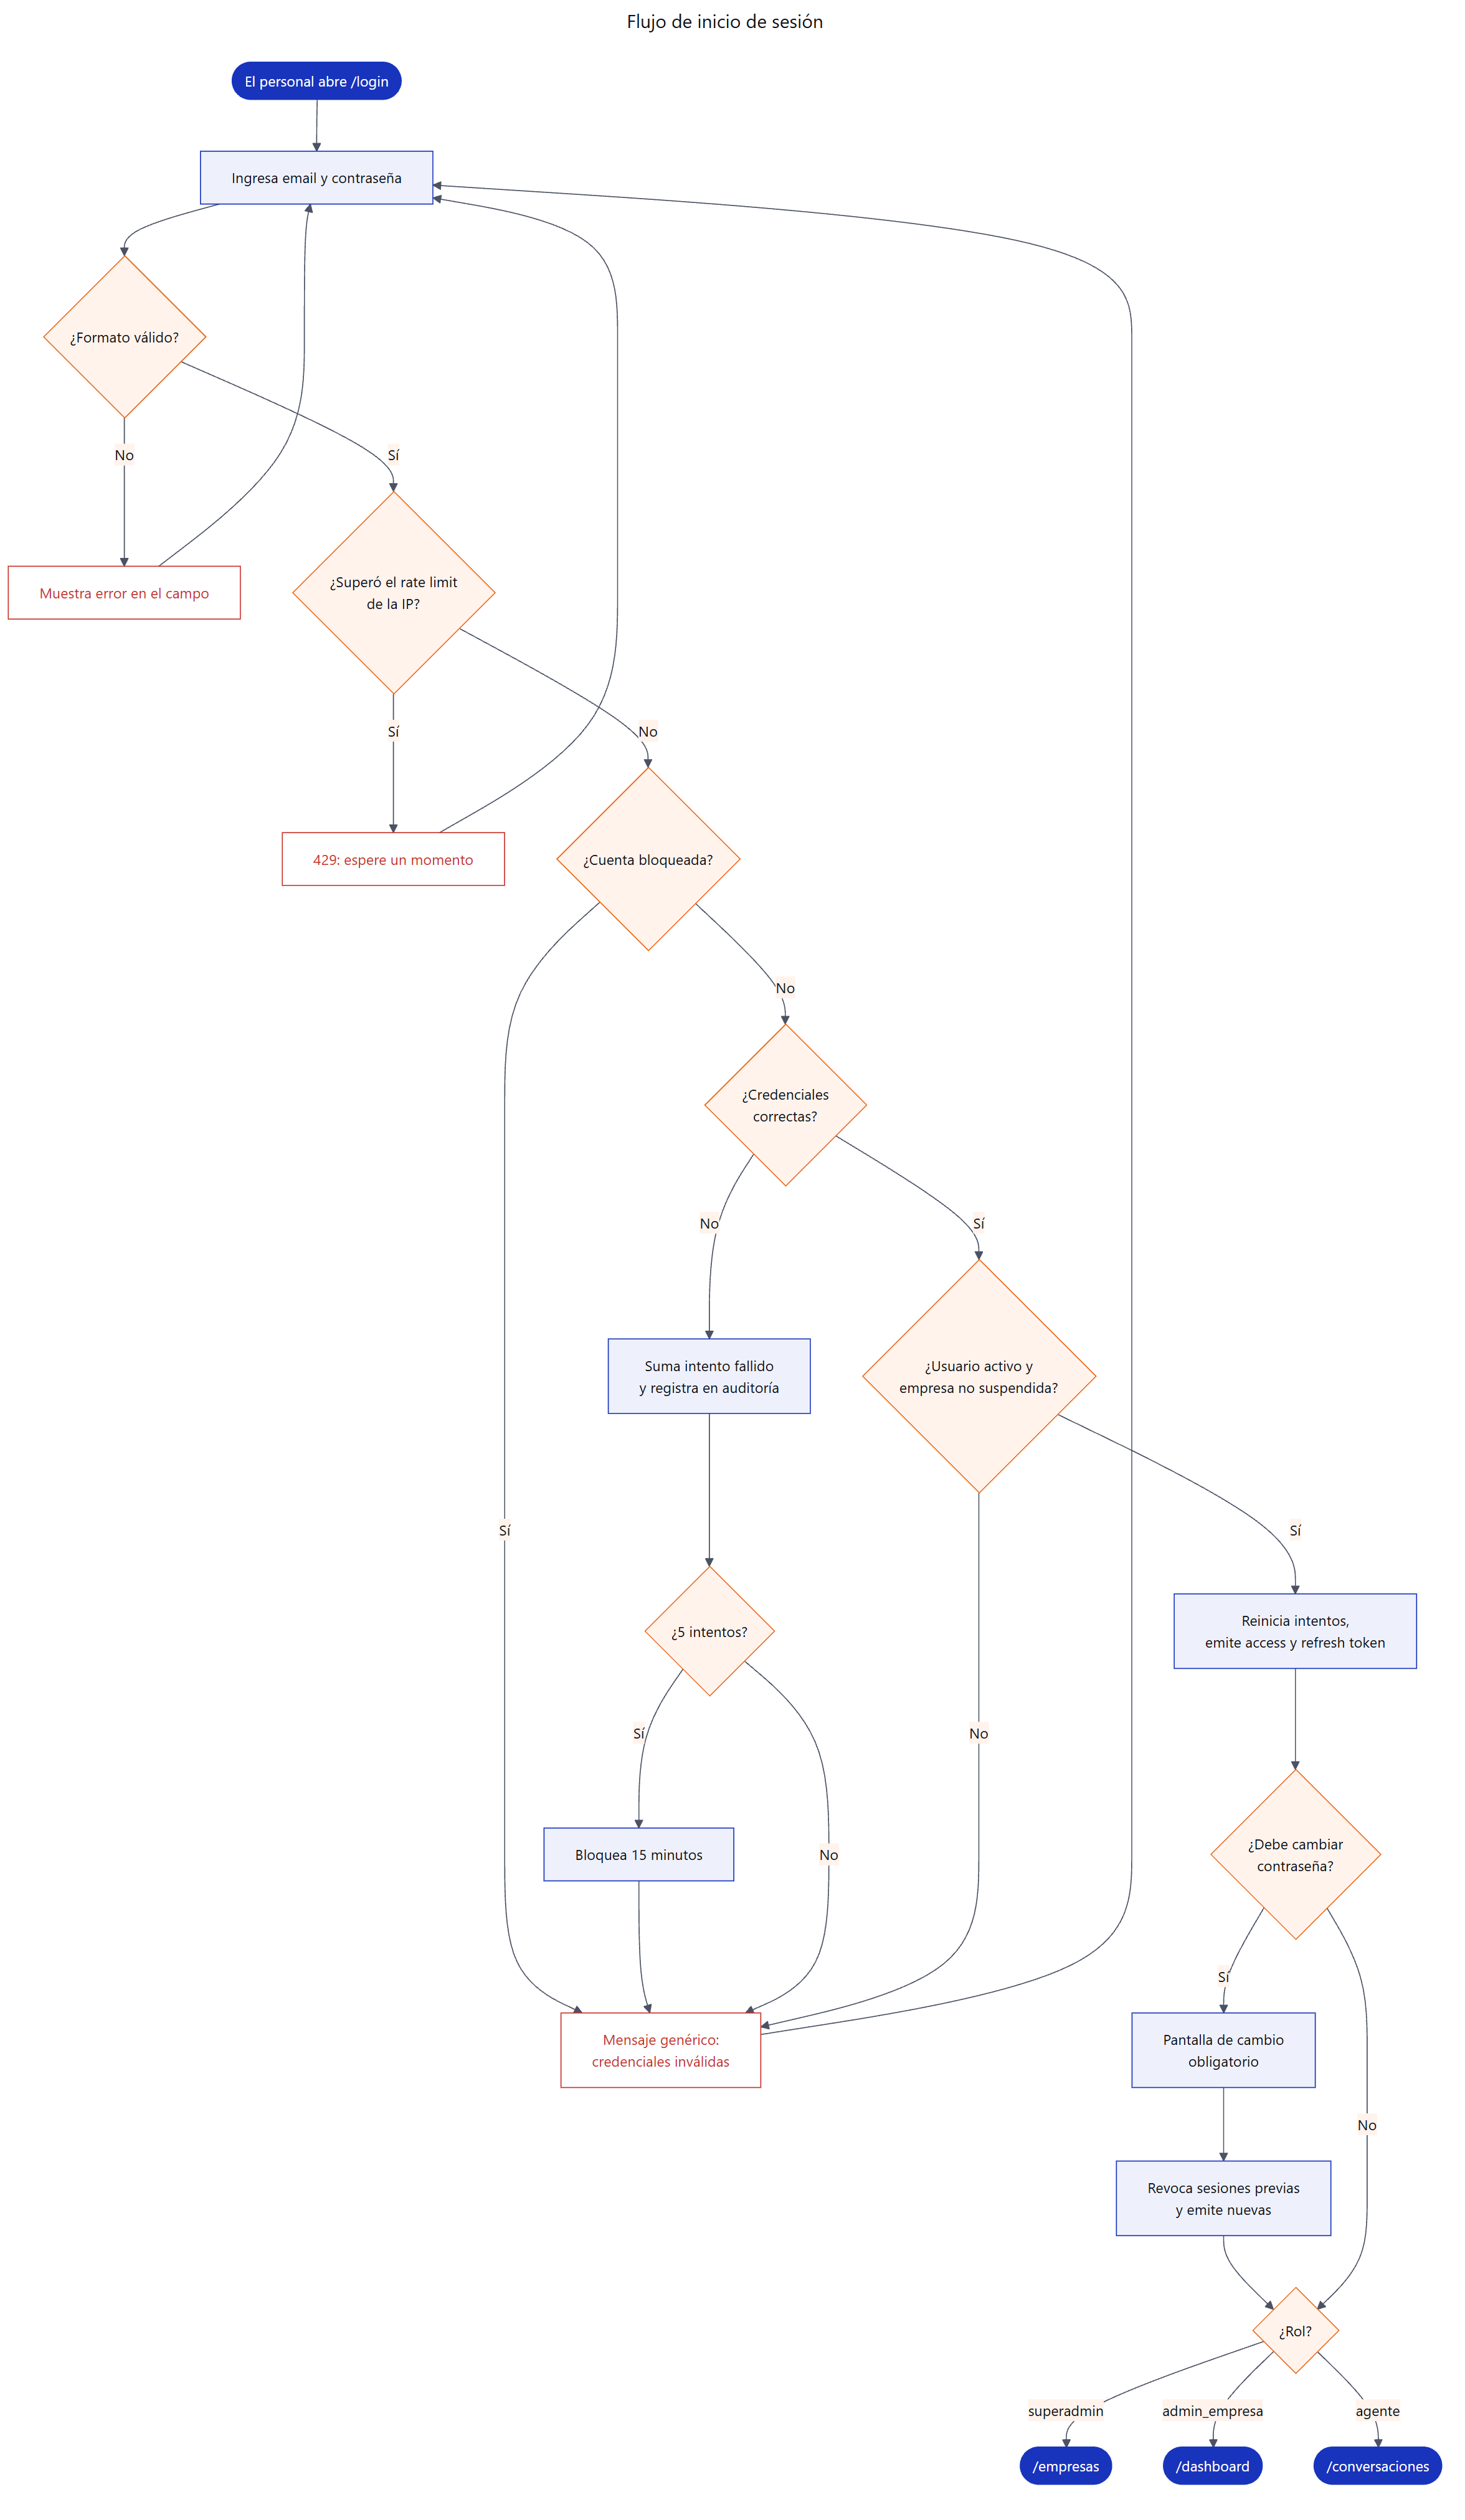 Flujo de inicio de sesión
El personal abre /login
Ingresa email y contraseña
¿Formato válido?
No
Sí
Muestra error en el campo
¿Superó el rate limit
de la IP?
Sí
No
429: espere un momento
¿Cuenta bloqueada?
No
¿Credenciales
correctas?
No
Sí
Suma intento fallido
y registra en auditoría
¿Usuario activo y
empresa no suspendida?
Sí
Sí
¿5 intentos?
Reinicia intentos,
emite access y refresh token
Sí
No
Bloquea 15 minutos
No
¿Debe cambiar
contraseña?
Sí
Mensaje genérico:
credenciales inválidas
Pantalla de cambio
obligatorio
No
Revoca sesiones previas
y emite nuevas
¿Rol?
superadmin
admin_empresa
agente
/empresas
/dashboard
/conversaciones